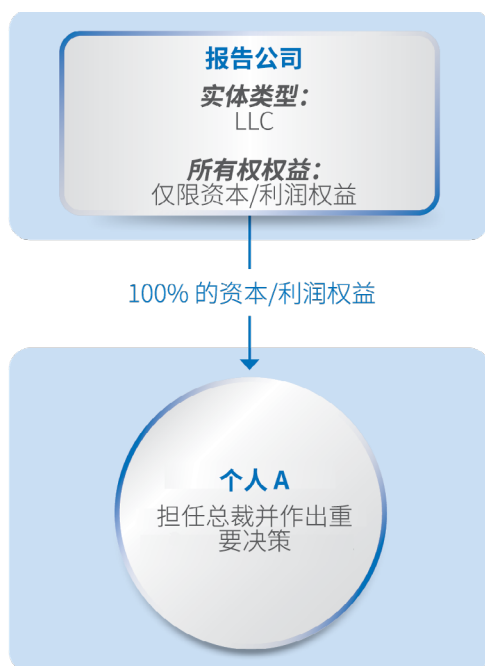 报告公司
实体类型：
LLC
所有权权益：
仅限资本/利润权益
100% 的资本/利润权益
个人 A
担任总裁并作出重
要决策